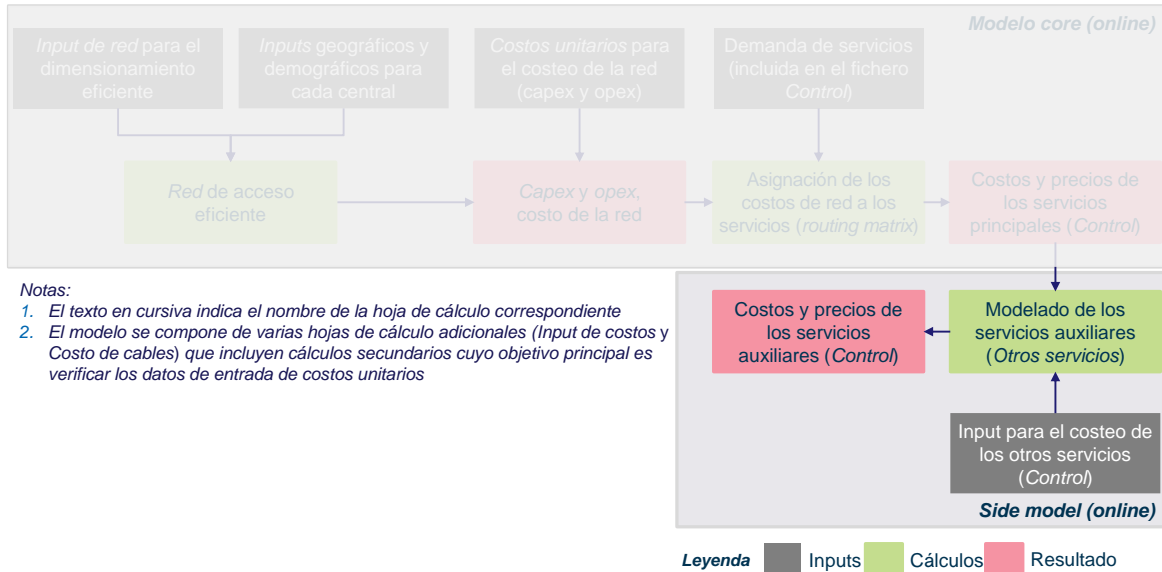 Modelo core (online)
Input de red para el
dimensionamiento
eficiente
Inputs geográficos y
demográficos para
cada central
Costos unitarios para
el costeo de la red
(capex y opex)
Demanda de servicios
(incluida en el fichero
Control)
Red de acceso
eficiente
Capex y opex,
costo de la red
Asignación de los
costos de red a los
servicios (routing matrix)
Costos y precios de
los servicios
principales (Control)
Notas:
1. El texto en cursiva indica el nombre de la hoja de cálculo correspondiente
2. El modelo se compone de varias hojas de cálculo adicionales (Input de costos y
Costo de cables) que incluyen cálculos secundarios cuyo objetivo principal es
verificar los datos de entrada de costos unitarios
Costos y precios de
los servicios
auxiliares (Control)
Modelado de los
servicios auxiliares
(Otros servicios)
Input para el costeo de
los otros servicios
(Control)
Side model (online)
Leyenda Inputs Cálculos Resultado